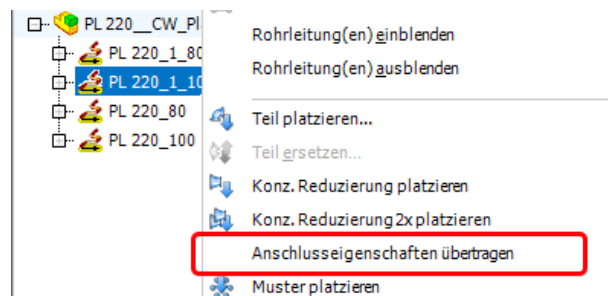 PL 220__CW_Pl
PL 220_1_80
PL 220_1_10
PL 220_80
PL 220_100
Rohrleitung(en) einblenden
Rohrleitung(en) ausblenden
Teil platzieren...
Teil ersetzen...
Konz. Reduzierung platzieren
Konz. Reduzierung 2x platzieren
Anschlusseigenschaften übertragen
Muster platzieren